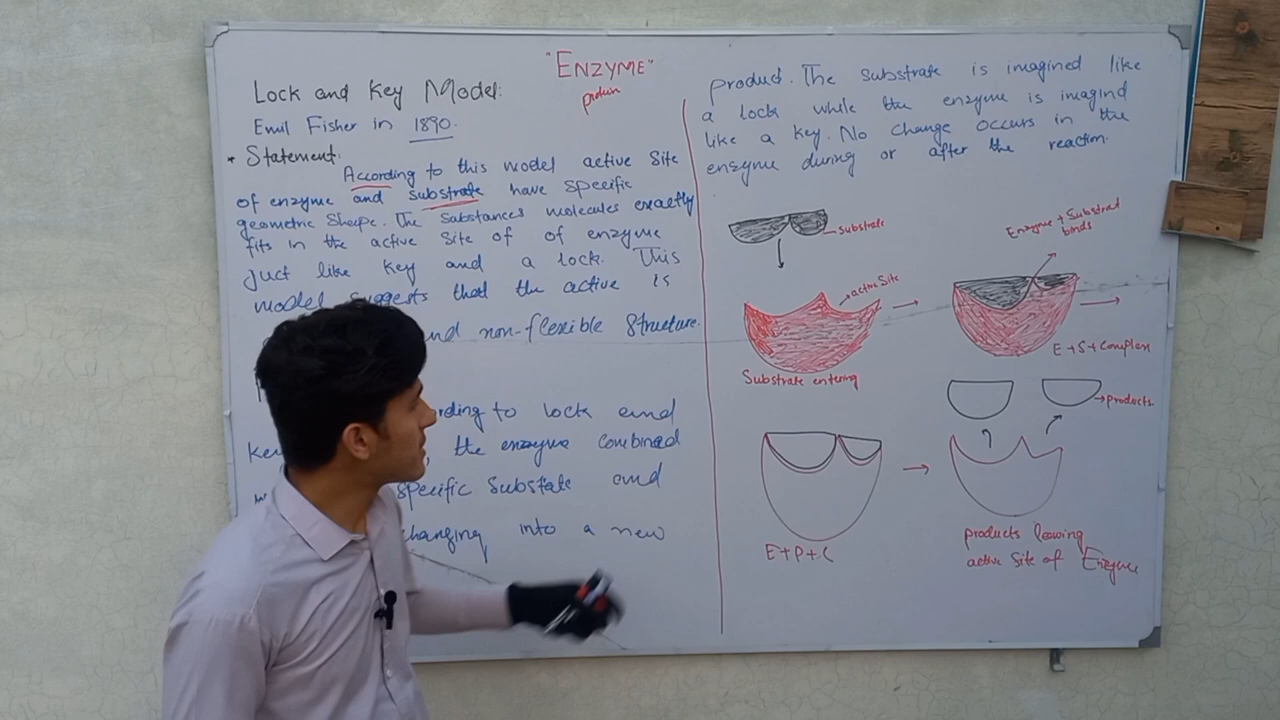 "ENZYME"
protein
Lock and Key Model:
Emil Fisher in 1890.
* Statement.
According to this model active Site
of enzyme and substrate have specific
geometric Shape. The Substances molecules exactly
fits in the active Site of of enzyme
Just like Key and a lock. This
model suggests that the active is
and non-flexible Structure.
ording to lock and
the enzyme combined
specific Substate and
changing into a new
product. The substrate is imagined like
a lock while the enzyme is imagind
like a key. No change occurs in the
enzyme during or after the reaction.
substrate
active Site
Substrate entering
Enzyme + Substrad
binds
E + S + Complex
products
E + P + C
products leaving
active Site of Enzyme